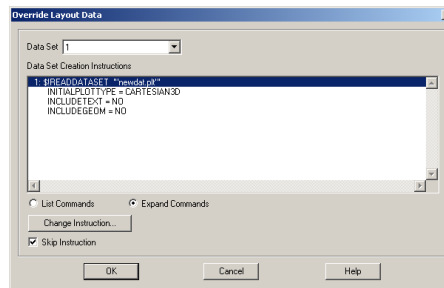 Override Layout Data
Data Set 1
Data Set Creation Instructions
1: $!READDATASET "'newdat.plt'"
INITIALPLOTTYPE = CARTESIAN3D
INCLUDETEXT = NO
INCLUDEGEOM = NO
List Commands Expand Commands
Change Instruction...
Skip Instruction
OK Cancel Help